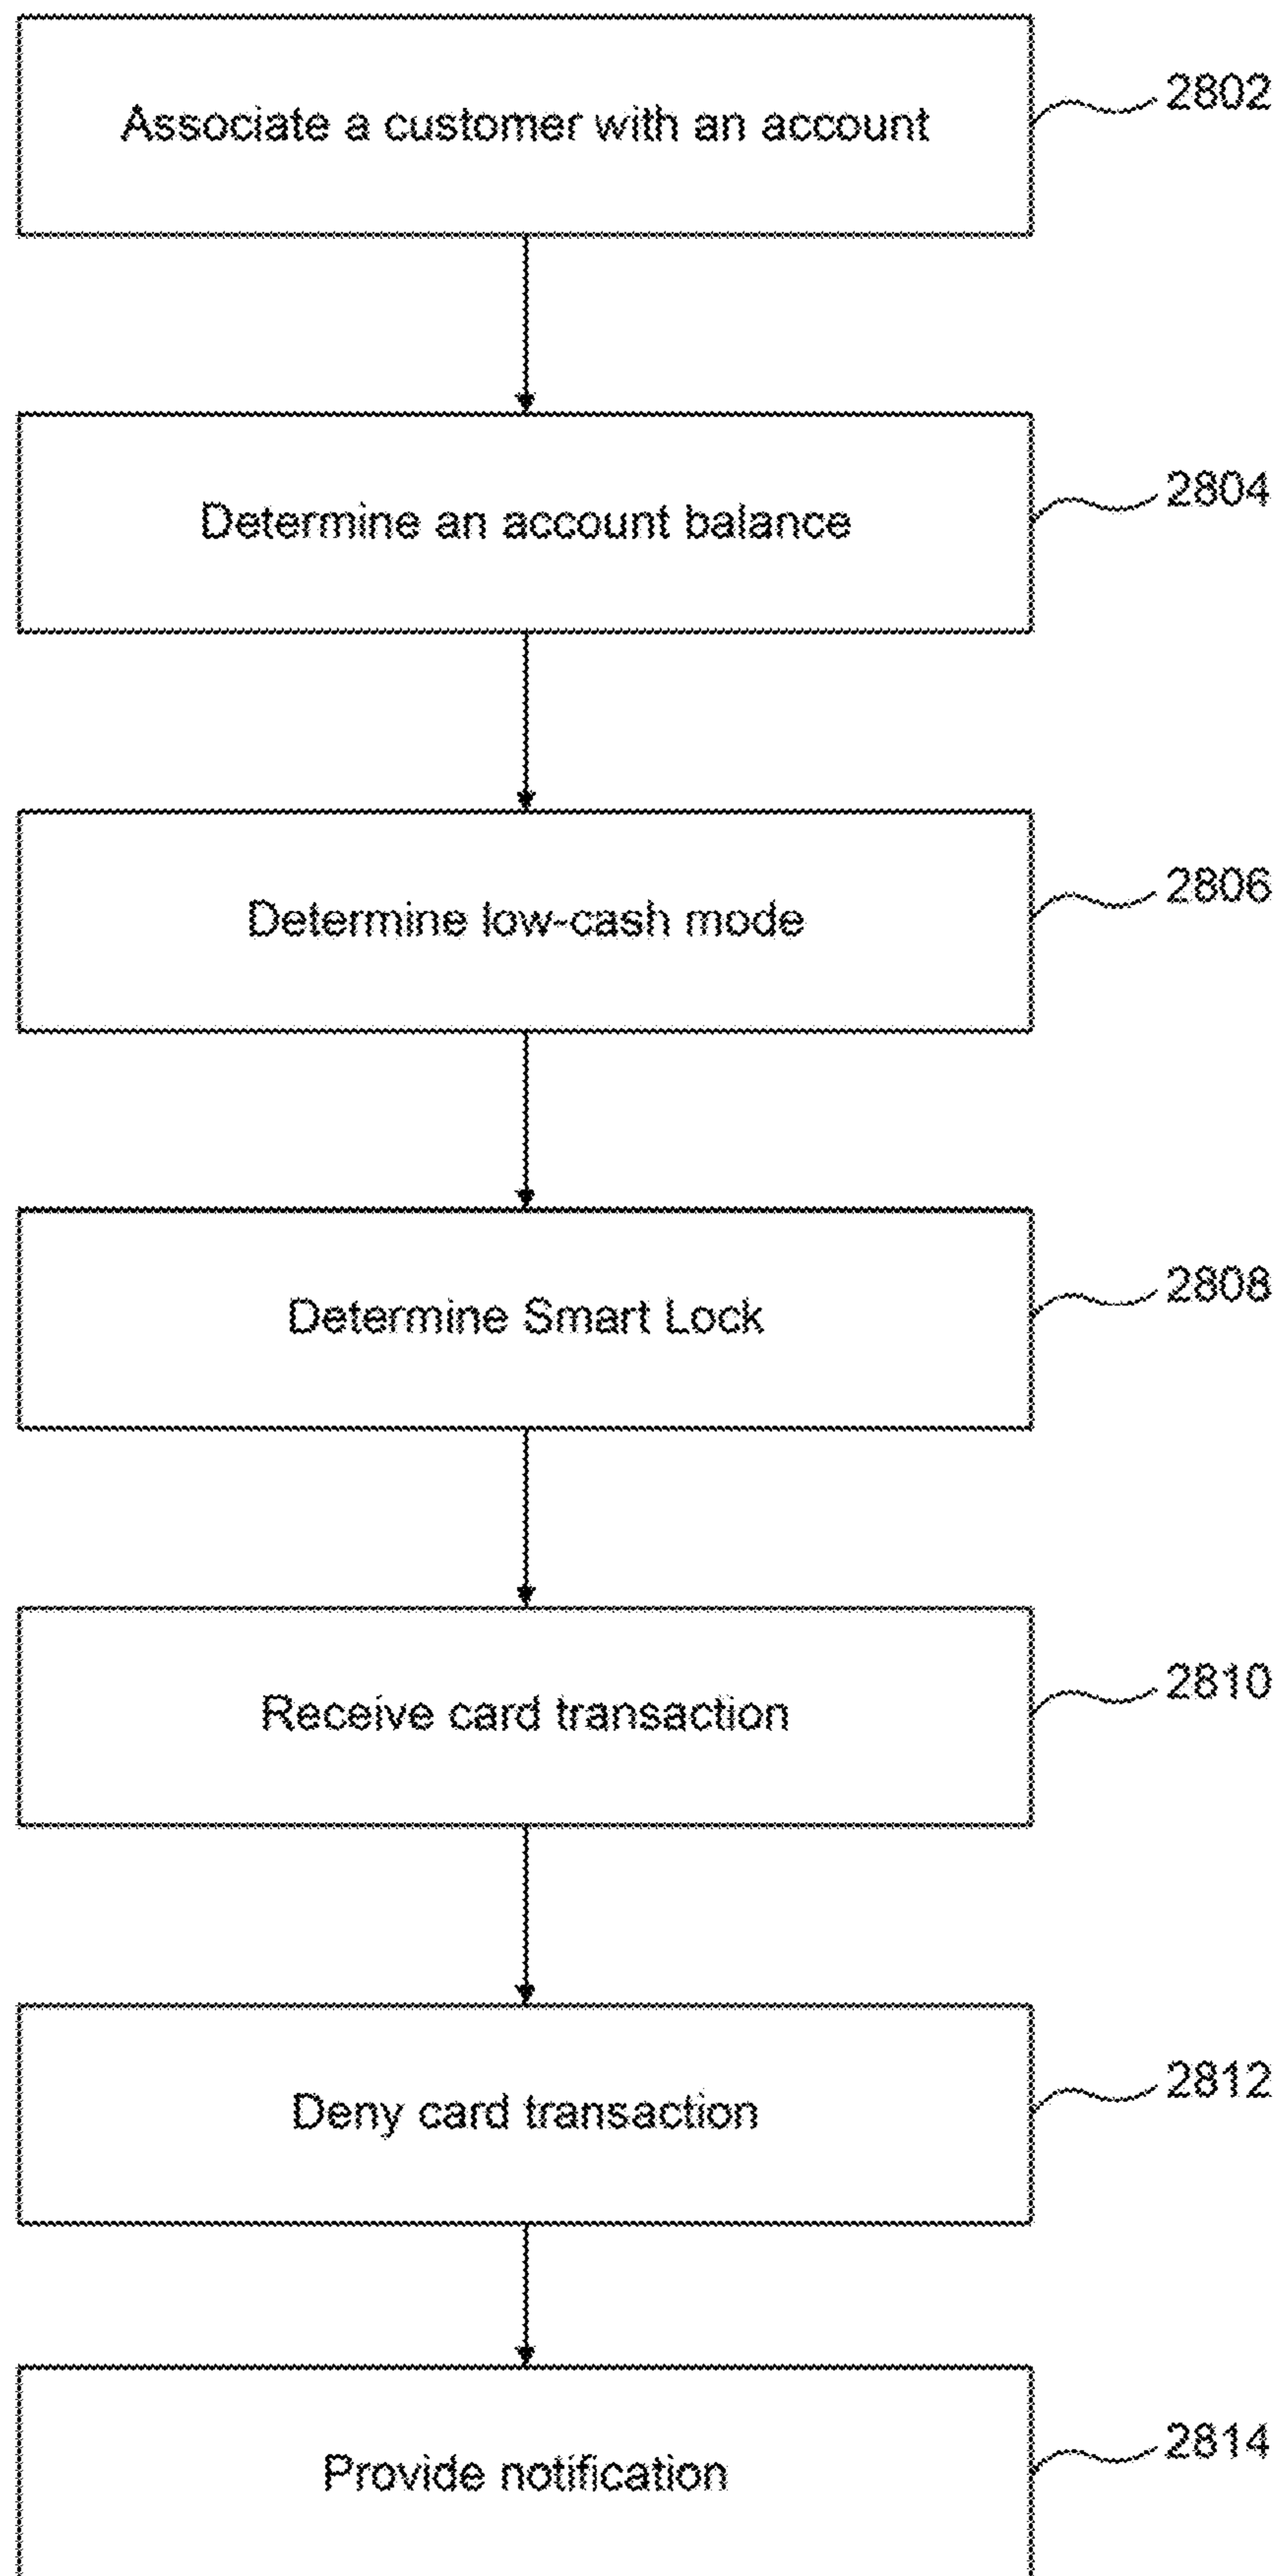 Associate a customer with an account
2802
Determine an account balance
2804
Determine low-cash mode
2806
Determine Smart Lock
2808
Receive card transaction
2810
Deny card transaction
2812
Provide notification
2814